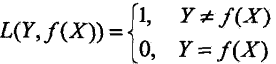 L(Y, f(X)) = { 1, Y ≠ f(X)
0, Y = f(X)